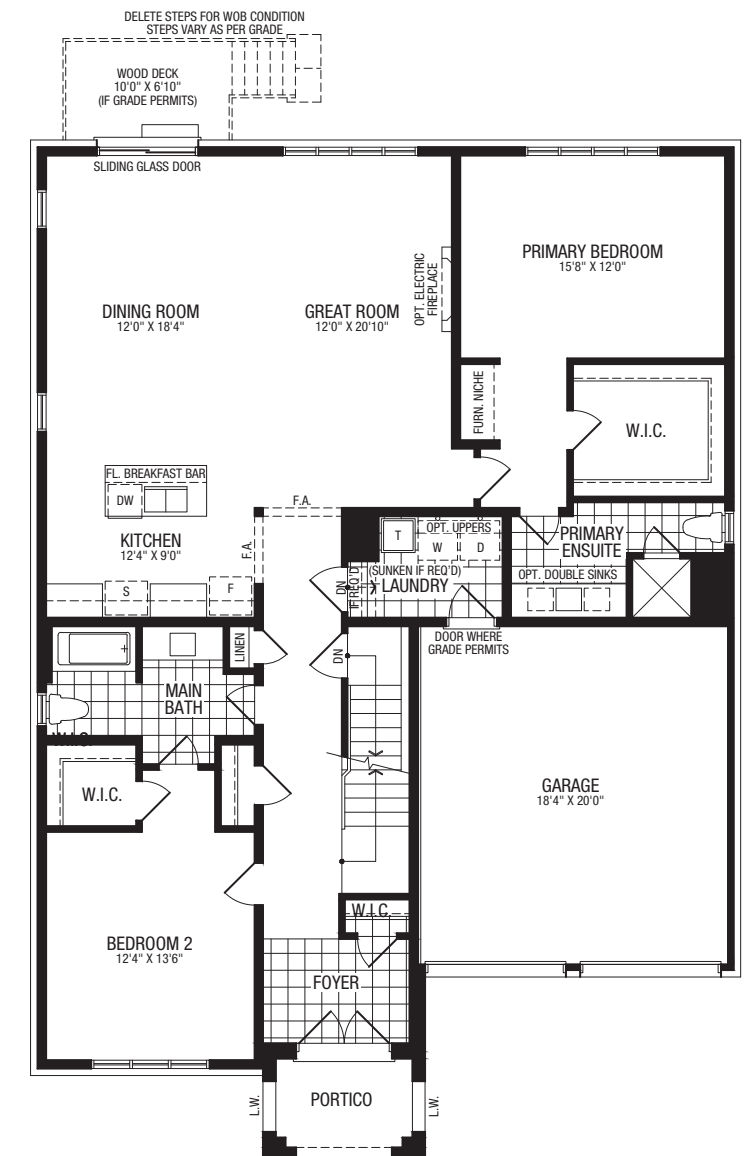 DELETE STEPS FOR WOB CONDITION
STEPS VARY AS PER GRADE
WOOD DECK
10'0" X 6'10"
(IF GRADE PERMITS)
SLIDING GLASS DOOR
PRIMARY BEDROOM
15'8" X 12'0"
DINING ROOM
12'0" X 18'4"
GREAT ROOM
12'0" X 20'10"
OPT. ELECTRIC
FIREPLACE
FURN. NICHE
W.I.C.
FL. BREAKFAST BAR
DW
F.A.
KITCHEN
12'4" X 9'0"
F.A.
S
F
T
OPT. UPPERS
W
D
(SUNKEN IF REQ'D)
LAUNDRY
DN
IF REQ'D
PRIMARY
ENSUITE
OPT. DOUBLE SINKS
DOOR WHERE
GRADE PERMITS
LINEN
DN
MAIN
BATH
W.I.C.
W.I.C.
GARAGE
18'4" X 20'0"
W.I.C.
BEDROOM 2
12'4" X 13'6"
FOYER
PORTICO
L.W.
L.W.